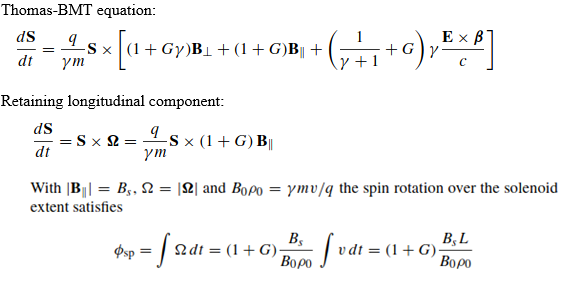 Thomas-BMT equation:
dS/dt = q/γm S × [(1 + Gγ)B⊥ + (1 + G)B∥ + (1/(γ + 1) + G) γ (E × β)/c]
Retaining longitudinal component:
dS/dt = S × Ω = q/γm S × (1 + G) B∥
With |B∥| = Bₛ, Ω = |Ω| and B₀ρ₀ = γmv/q the spin rotation over the solenoid
extent satisfies
ϕsp = ∫ Ω dt = (1 + G) Bₛ/B₀ρ₀ ∫ v dt = (1 + G) BₛL/B₀ρ₀